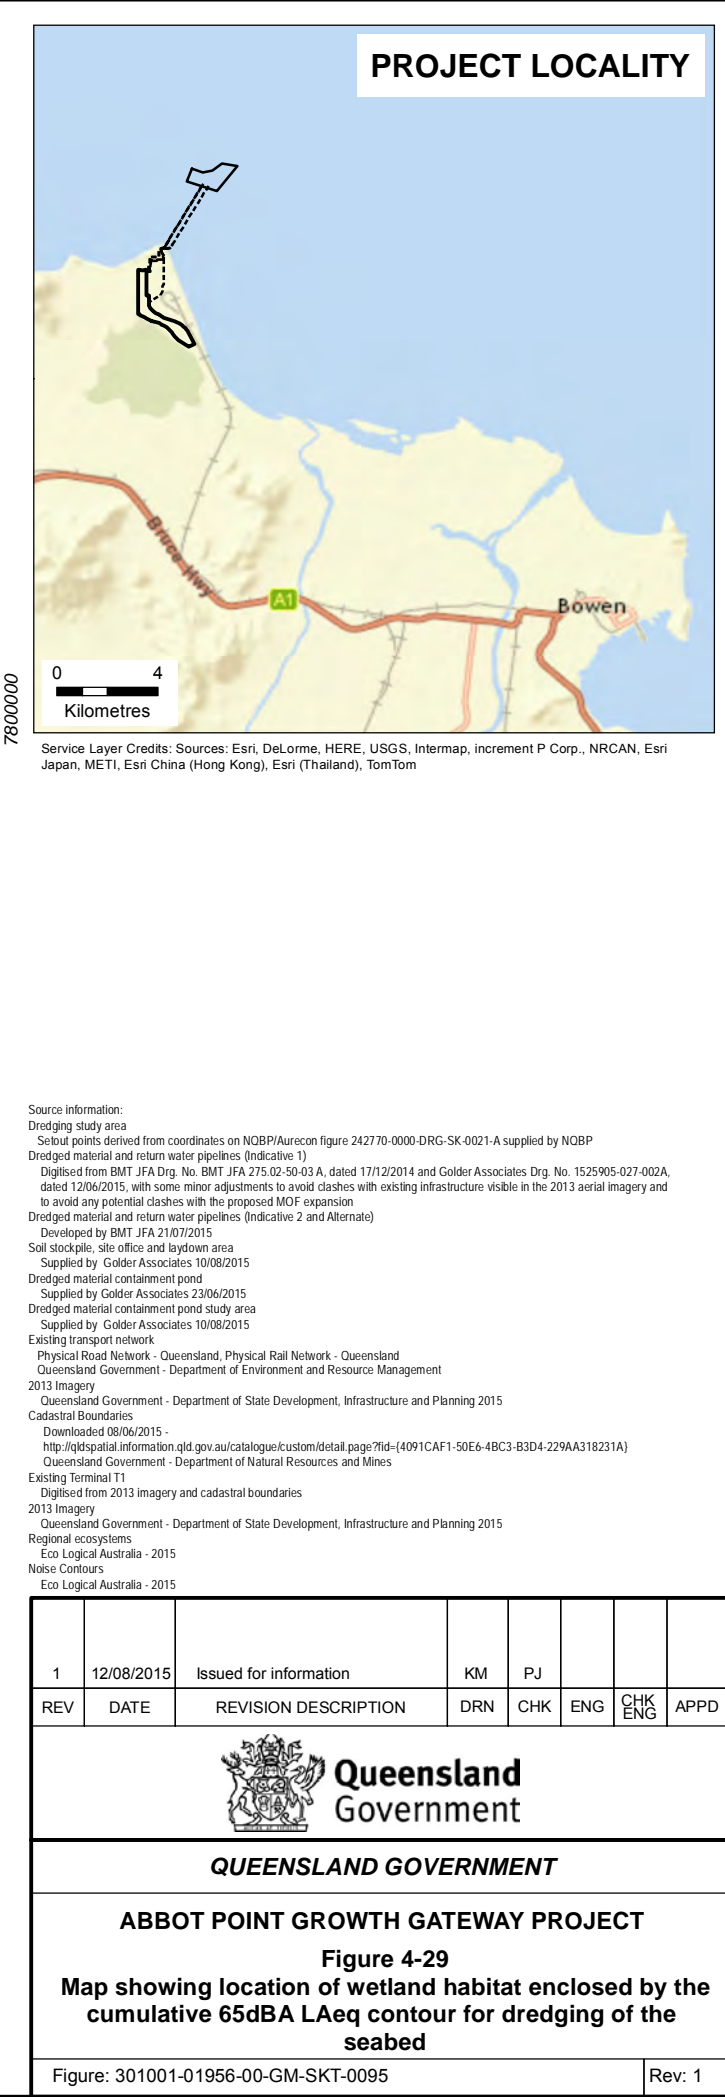 PROJECT LOCALITY
Bruce Hwy
A1
Bowen
0 4
Kilometres
7800000
Service Layer Credits: Sources: Esri, DeLorme, HERE, USGS, Intermap, increment P Corp., NRCAN, Esri
Japan, METI, Esri China (Hong Kong), Esri (Thailand), TomTom
Source information:
Dredging study area
Setout points derived from coordinates on NQBP/Aurecon figure 242770-0000-DRG-SK-0021-A supplied by NQBP
Dredged material and return water pipelines (Indicative 1)
Digitised from BMT JFA Drg. No. BMT JFA 275.02-50-03 A, dated 17/12/2014 and Golder Associates Drg. No. 1525905-027-002A,
dated 12/06/2015, with some minor adjustments to avoid clashes with existing infrastructure visible in the 2013 aerial imagery and
to avoid any potential clashes with the proposed MOF expansion
Dredged material and return water pipelines (Indicative 2 and Alternate)
Developed by BMT JFA 21/07/2015
Soil stockpile, site office and laydown area
Supplied by Golder Associates 10/08/2015
Dredged material containment pond
Supplied by Golder Associates 23/06/2015
Dredged material containment pond study area
Supplied by Golder Associates 10/08/2015
Existing transport network
Physical Road Network - Queensland, Physical Rail Network - Queensland
Queensland Government - Department of Environment and Resource Management
2013 Imagery
Queensland Government - Department of State Development, Infrastructure and Planning 2015
Cadastral Boundaries
Downloaded 08/06/2015 -
http://qldspatial.information.qld.gov.au/catalogue/custom/detail.page?fid={4091CAF1-50E6-4BC3-B3D4-229AA318231A}
Queensland Government - Department of Natural Resources and Mines
Existing Terminal T1
Digitised from 2013 imagery and cadastral boundaries
2013 Imagery
Queensland Government - Department of State Development, Infrastructure and Planning 2015
Regional ecosystems
Eco Logical Australia - 2015
Noise Contours
Eco Logical Australia - 2015
1 12/08/2015 Issued for information KM PJ
REV DATE REVISION DESCRIPTION DRN CHK ENG CHK ENG APPD
Queensland
Government
QUEENSLAND GOVERNMENT
ABBOT POINT GROWTH GATEWAY PROJECT
Figure 4-29
Map showing location of wetland habitat enclosed by the
cumulative 65dBA LAeq contour for dredging of the
seabed
Figure: 301001-01956-00-GM-SKT-0095 Rev: 1